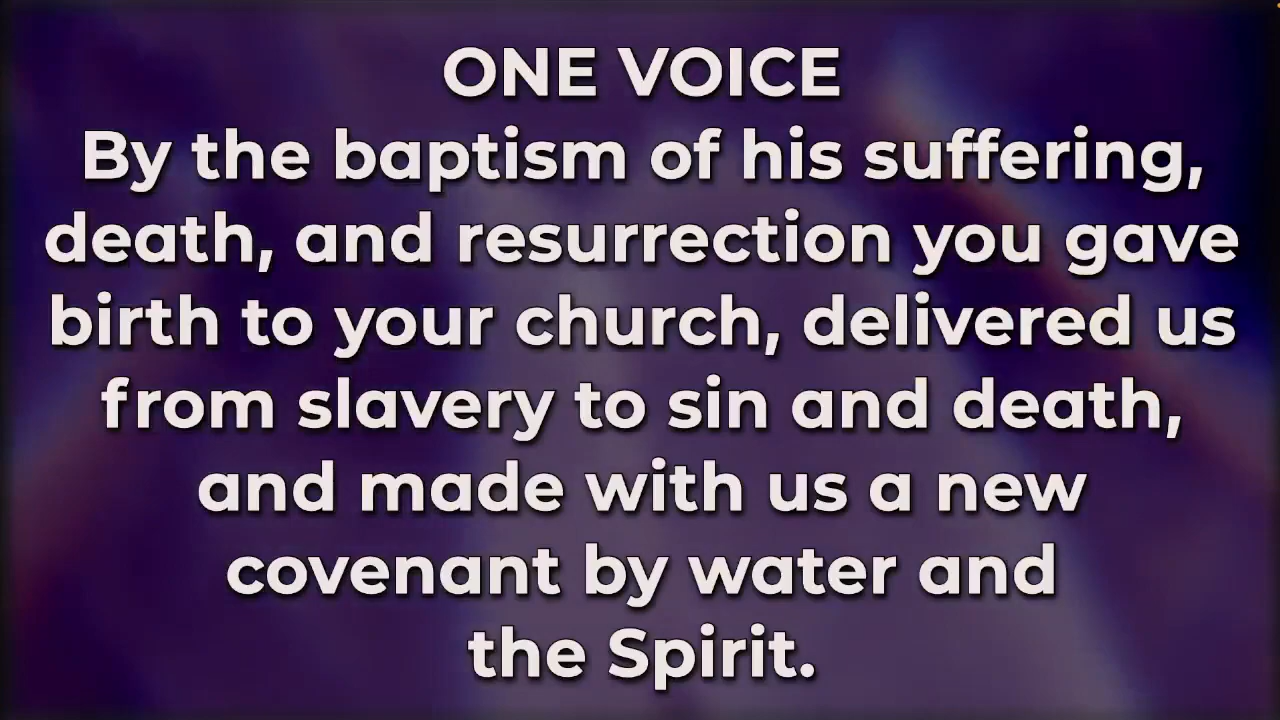 ONE VOICE
By the baptism of his suffering,
death, and resurrection you gave
birth to your church, delivered us
from slavery to sin and death,
and made with us a new
covenant by water and
the Spirit.